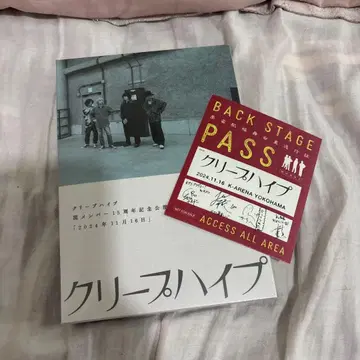 クリープハイプ
現メンバー15周年記念公演
「2024年11月16日」
クリープハイプ
BACK STAGE
PASS
クリープハイプ
2024.11.16 K-ARENA YOKOHAMA
ACCESS ALL AREA